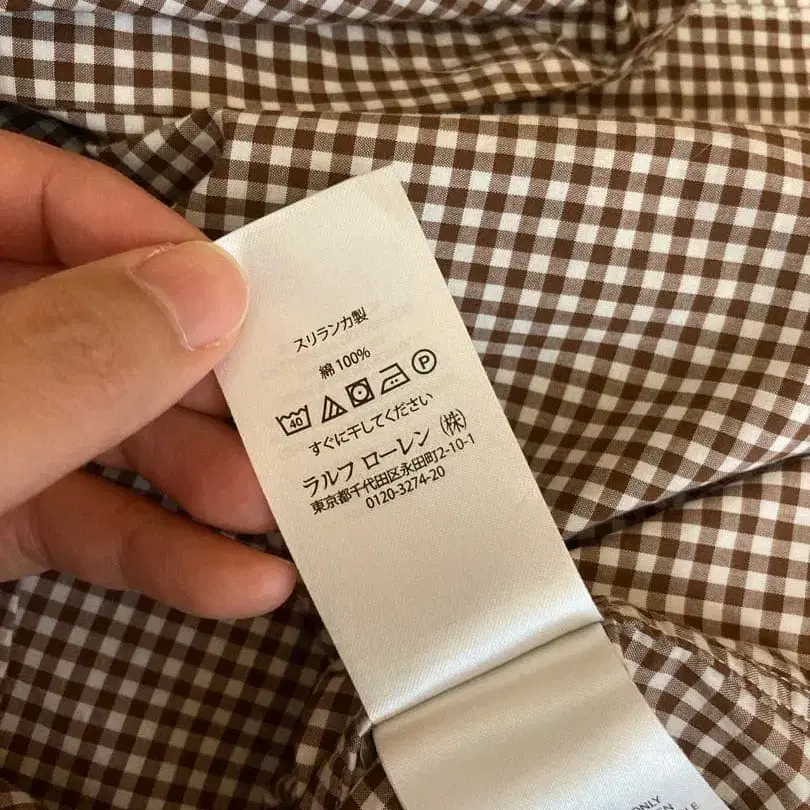 スリランカ製
綿 100%
40 P
すぐに干してください
ラルフ ローレン (株)
東京都千代田区永田町2-10-1
0120-3274-20
ONLY